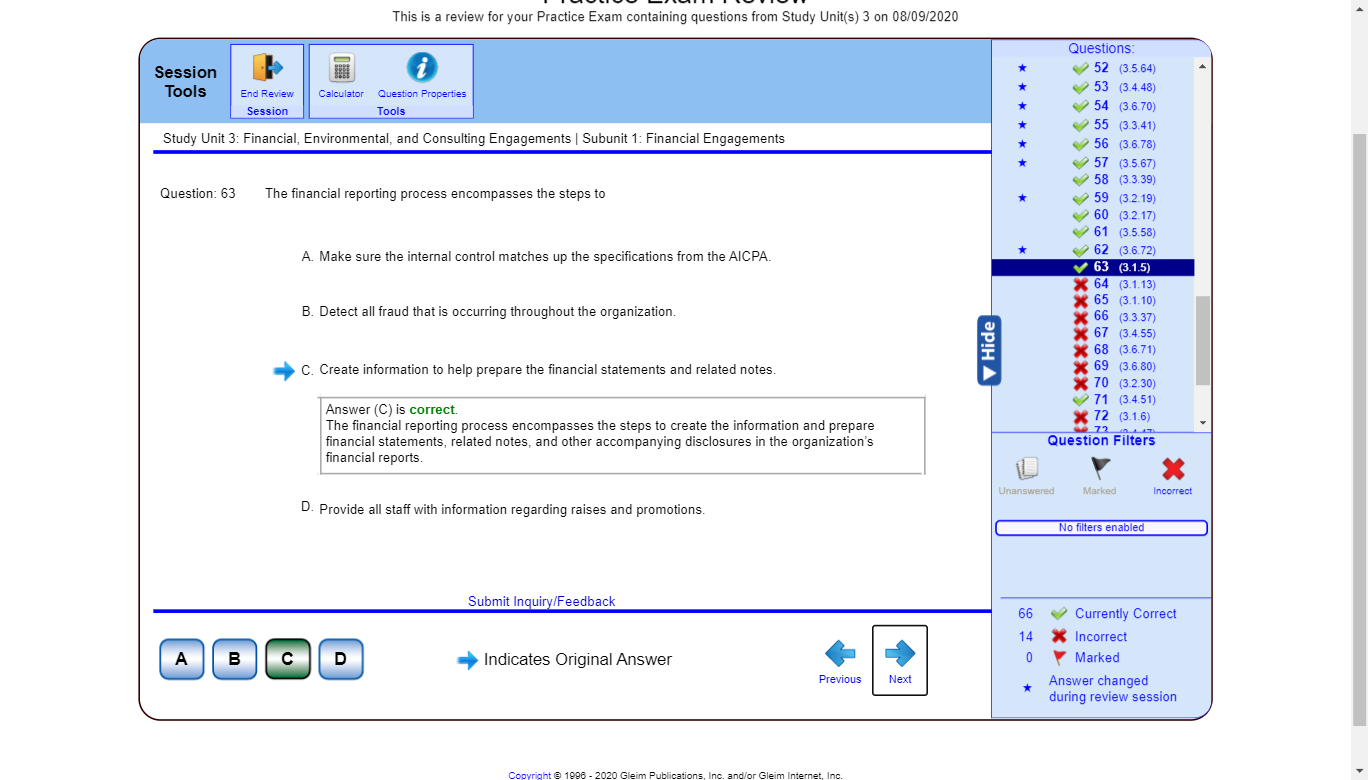 Practice Exam Review
This is a review for your Practice Exam containing questions from Study Unit(s) 3 on 08/09/2020
Session
Tools
End Review
Session
Calculator
Question Properties
Tools
Study Unit 3: Financial, Environmental, and Consulting Engagements | Subunit 1: Financial Engagements
Question: 63 The financial reporting process encompasses the steps to
A. Make sure the internal control matches up the specifications from the AICPA.
B. Detect all fraud that is occurring throughout the organization.
C. Create information to help prepare the financial statements and related notes.
Answer (C) is correct.
The financial reporting process encompasses the steps to create the information and prepare
financial statements, related notes, and other accompanying disclosures in the organization's
financial reports.
D. Provide all staff with information regarding raises and promotions.
Submit Inquiry/Feedback
A
B
C
D
Indicates Original Answer
Previous
Next
Hide
Questions:
52 (3.5.64)
53 (3.4.48)
54 (3.6.70)
55 (3.3.41)
56 (3.6.78)
57 (3.5.67)
58 (3.3.39)
59 (3.2.19)
60 (3.2.17)
61 (3.5.58)
62 (3.6.72)
63 (3.1.5)
64 (3.1.13)
65 (3.1.10)
66 (3.3.37)
67 (3.4.55)
68 (3.6.71)
69 (3.6.80)
70 (3.2.30)
71 (3.4.51)
72 (3.1.6)
73 (3.4.47)
Question Filters
Unanswered
Marked
Incorrect
No filters enabled
66 Currently Correct
14 Incorrect
0 Marked
Answer changed
during review session
Copyright © 1996 - 2020 Gleim Publications, Inc. and/or Gleim Internet, Inc.